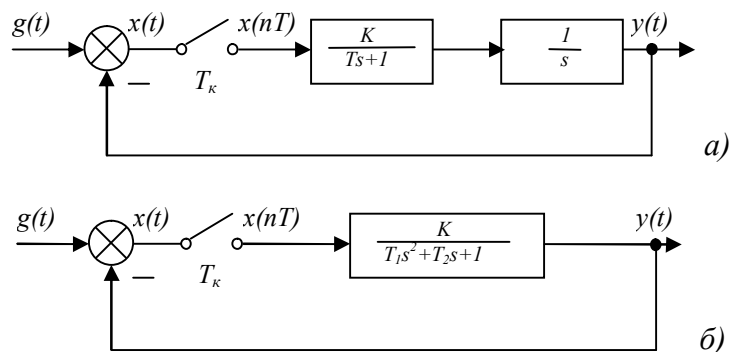 g(t) x(t) x(nT) K y(t)
Ts+1
1
s
– Tк
а)
g(t) x(t) x(nT) K y(t)
T₁s²+T₂s+1
– Tк
б)